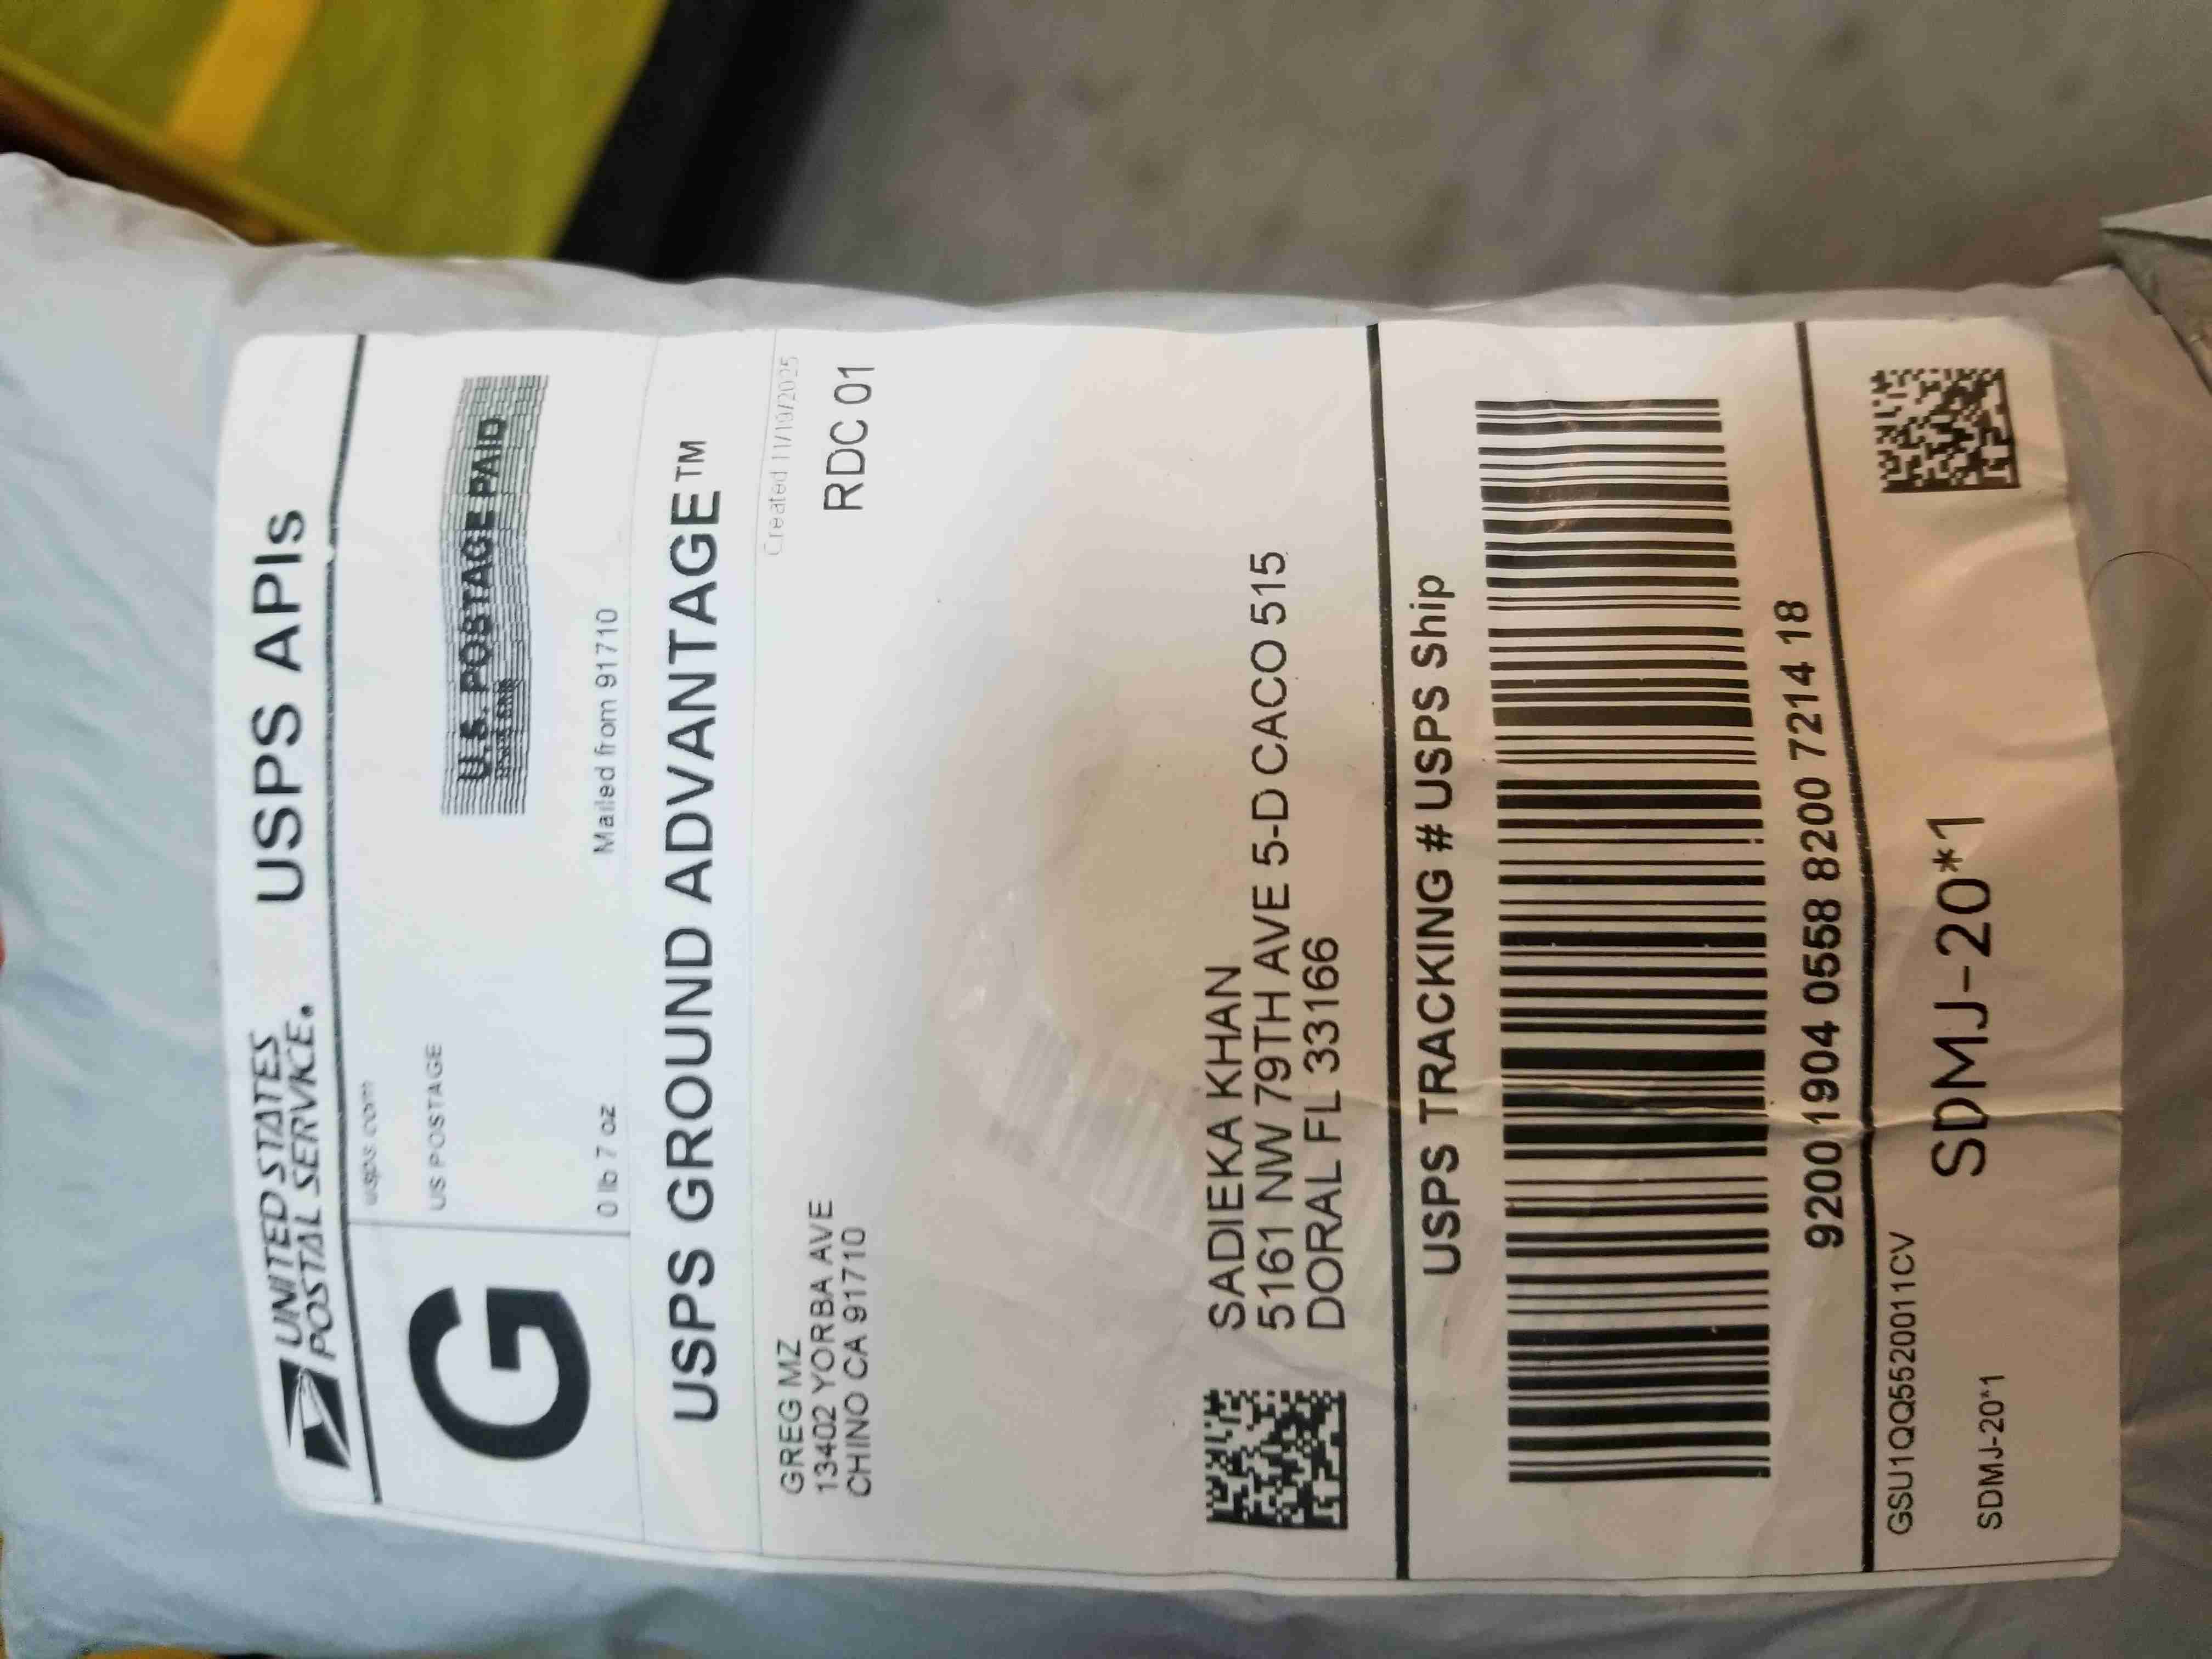 UNITED STATES
POSTAL SERVICE.
USPS APIs
G
usps.com
US POSTAGE
U.S. POSTAGE PAID
0 lb 7 oz
Mailed from 91710
USPS GROUND ADVANTAGE™
GREG MZ
13402 YORBA AVE
CHINO CA 91710
Created 11/19/2025
RDC 01
SADIEKA KHAN
5161 NW 79TH AVE 5-D CACO 515
DORAL FL 33166
USPS TRACKING # USPS Ship
9200 1904 0558 8200 7214 18
GSU1QQ5520011CV
SDMJ-20*1
SDMJ-20*1